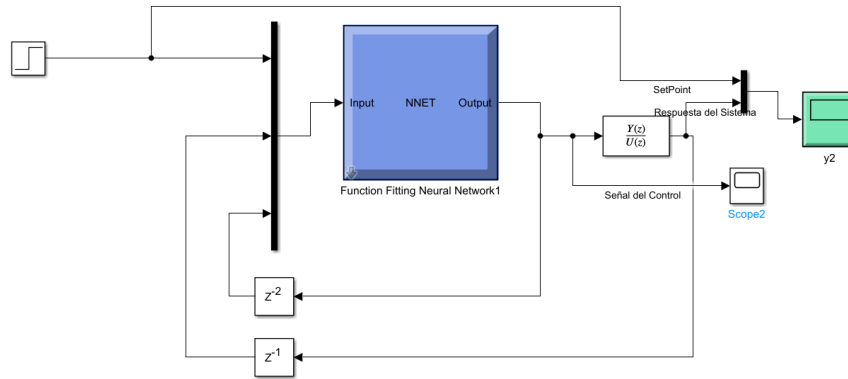 SetPoint
Input NNET Output
Respuesta del Sistema
Y(z)
U(z)
y2
Function Fitting Neural Network1
Señal del Control
Scope2
Z-2
Z-1